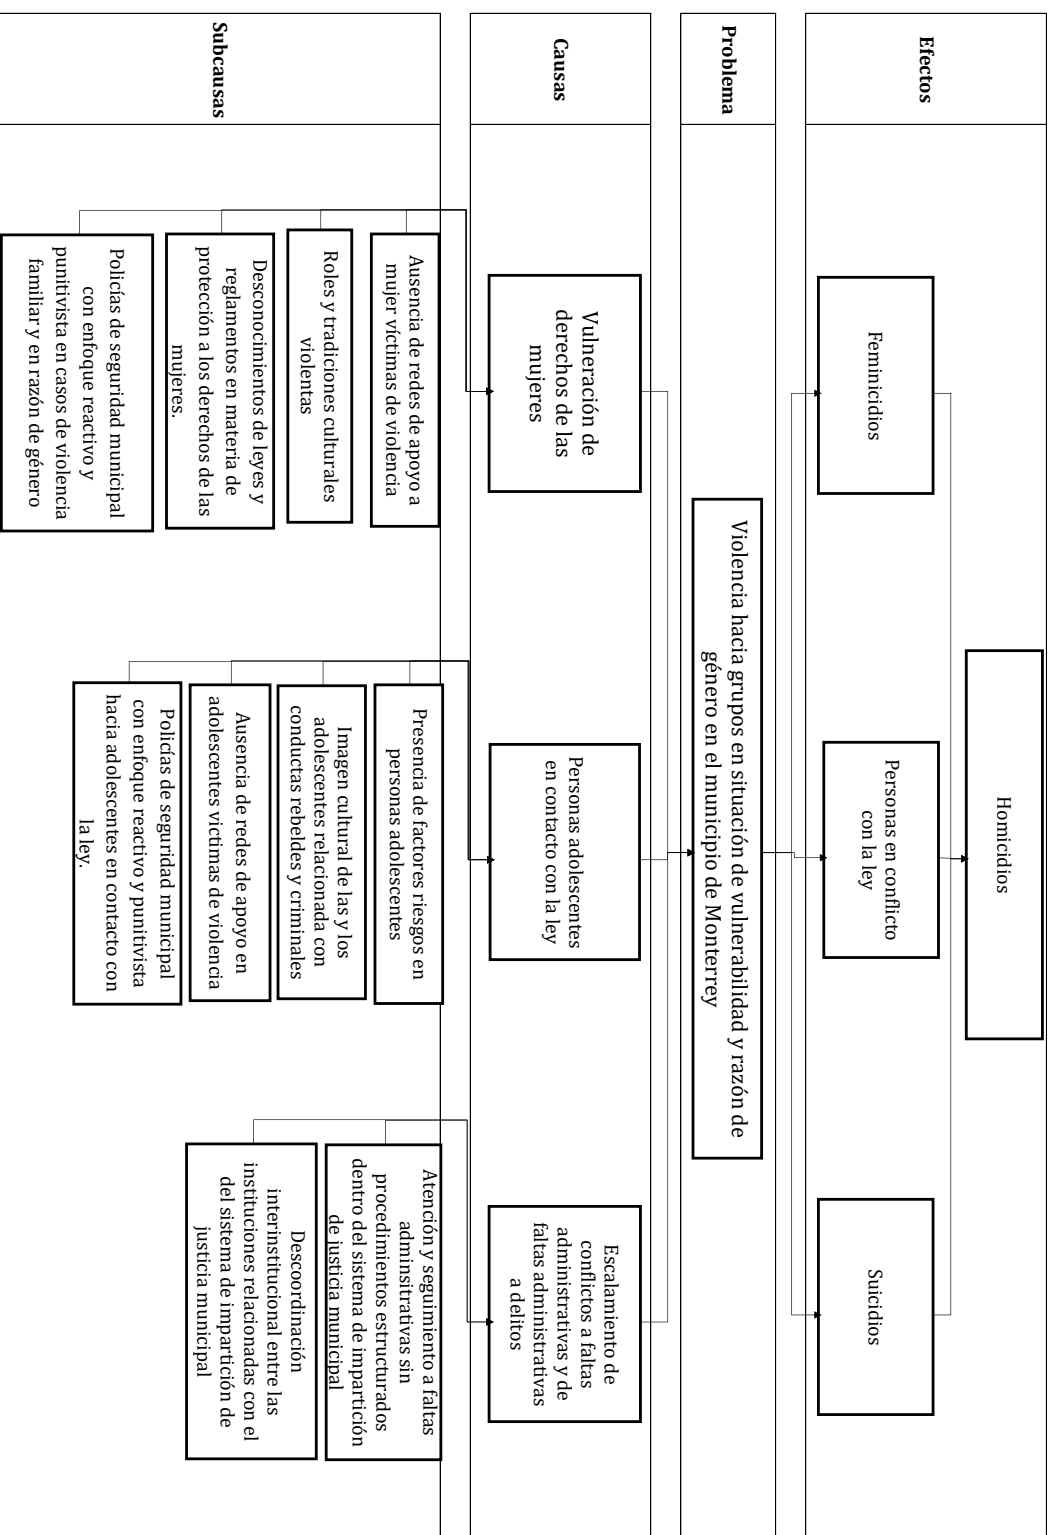 Efectos
Homicidios
Feminicidios
Personas en conflicto
con la ley
Suicidios
Problema
Violencia hacia grupos en situación de vulnerabilidad y razón de
género en el municipio de Monterrey
Causas
Vulneración de
derechos de las
mujeres
Personas adolescentes
en contacto con la ley
Escalamiento de
conflictos a faltas
administrativas y de
faltas administrativas
a delitos
Subcausas
Ausencia de redes de apoyo a
mujer víctimas de violencia
Roles y tradiciones culturales
violentas
Desconocimientos de leyes y
reglamentos en materia de
protección a los derechos de las
mujeres.
Policías de seguridad municipal
con enfoque reactivo y
punitivista en casos de violencia
familiar y en razón de género
Presencia de factores riesgos en
personas adolescentes
Imagen cultural de las y los
adolescentes relacionada con
conductas rebeldes y criminales
Ausencia de redes de apoyo en
adolescentes victimas de violencia
Policías de seguridad municipal
con enfoque reactivo y punitivista
hacia adolescentes en contacto con
la ley.
Atención y seguimiento a faltas
adminsitrativas sin
procedimientos estructurados
dentro del sistema de impartición
de justicia municipal
Descoordinación
interinstitucional entre las
instituciones relacionadas con el
del sistema de impartición de
justicia municipal